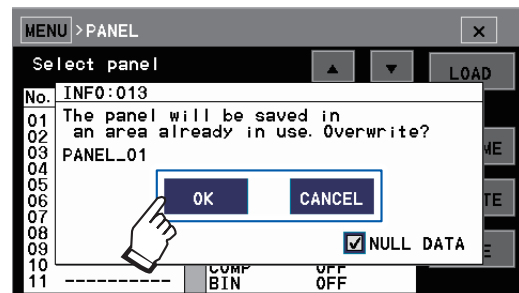 MENU >PANEL ×
Select panel ▲ ▼ LOAD
No. INFO:013
The panel will be saved in
an area already in use. Overwrite?
PANEL_01
OK CANCEL
NULL DATA
01
02
03
04
05
06
07
08
09
10
11 ----------
COMP OFF
BIN OFF